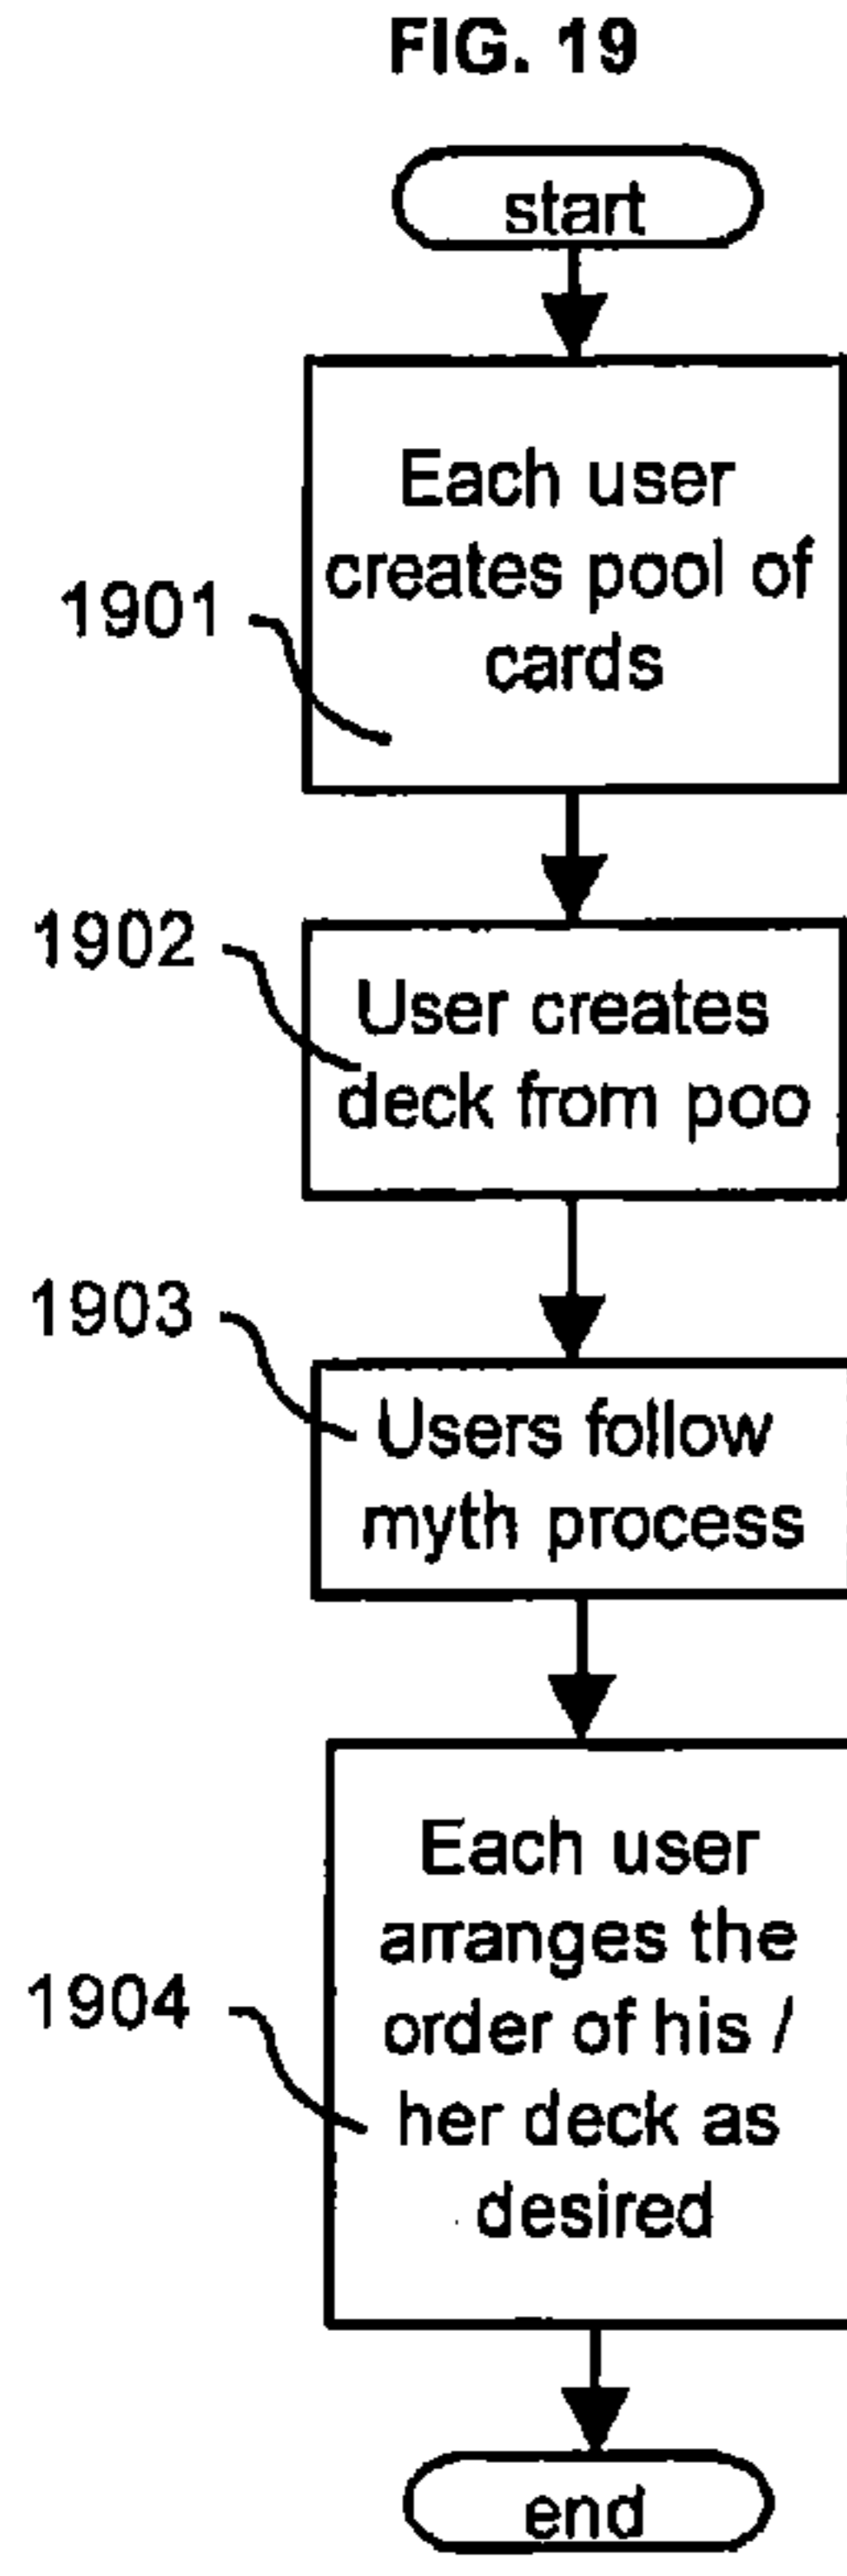 FIG. 19
start
Each user
creates pool of
cards
1901
1902
User creates
deck from poo
1903
Users follow
myth process
Each user
arranges the
order of his /
her deck as
desired
1904
end